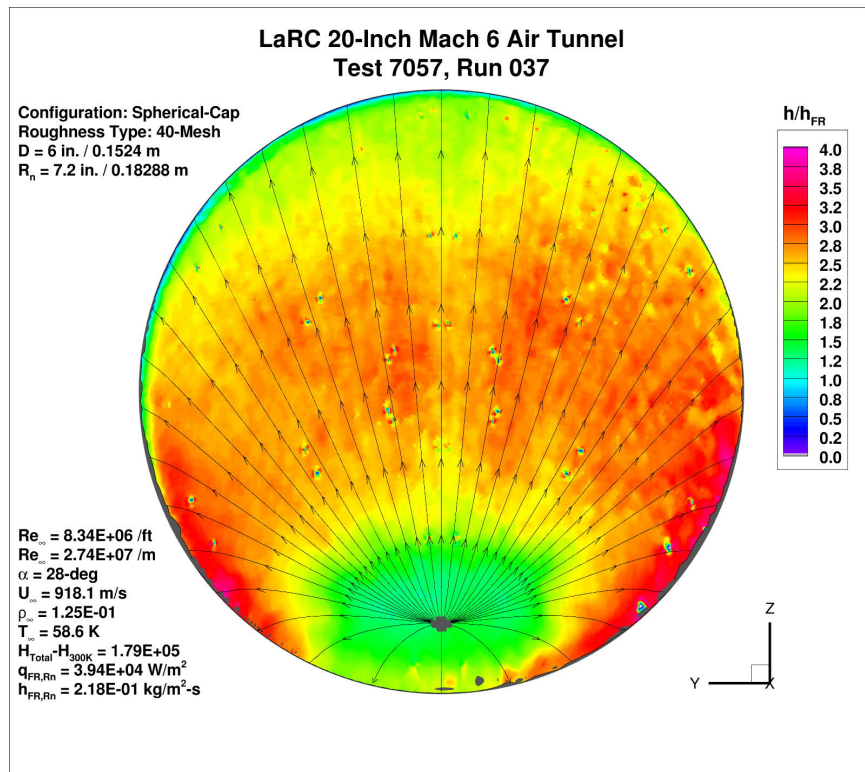 LaRC 20-Inch Mach 6 Air Tunnel
Test 7057, Run 037
Configuration: Spherical-Cap
Roughness Type: 40-Mesh
D = 6 in. / 0.1524 m
Rn = 7.2 in. / 0.18288 m
h/hFR
4.0
3.8
3.5
3.2
3.0
2.8
2.5
2.2
2.0
1.8
1.5
1.2
1.0
0.8
0.5
0.2
0.0
Re∞ = 8.34E+06 /ft
Re∞ = 2.74E+07 /m
α = 28-deg
U∞ = 918.1 m/s
ρ∞ = 1.25E-01
T∞ = 58.6 K
HTotal-H300K = 1.79E+05
qFR,Rn = 3.94E+04 W/m²
hFR,Rn = 2.18E-01 kg/m²-s
Z
Y
X